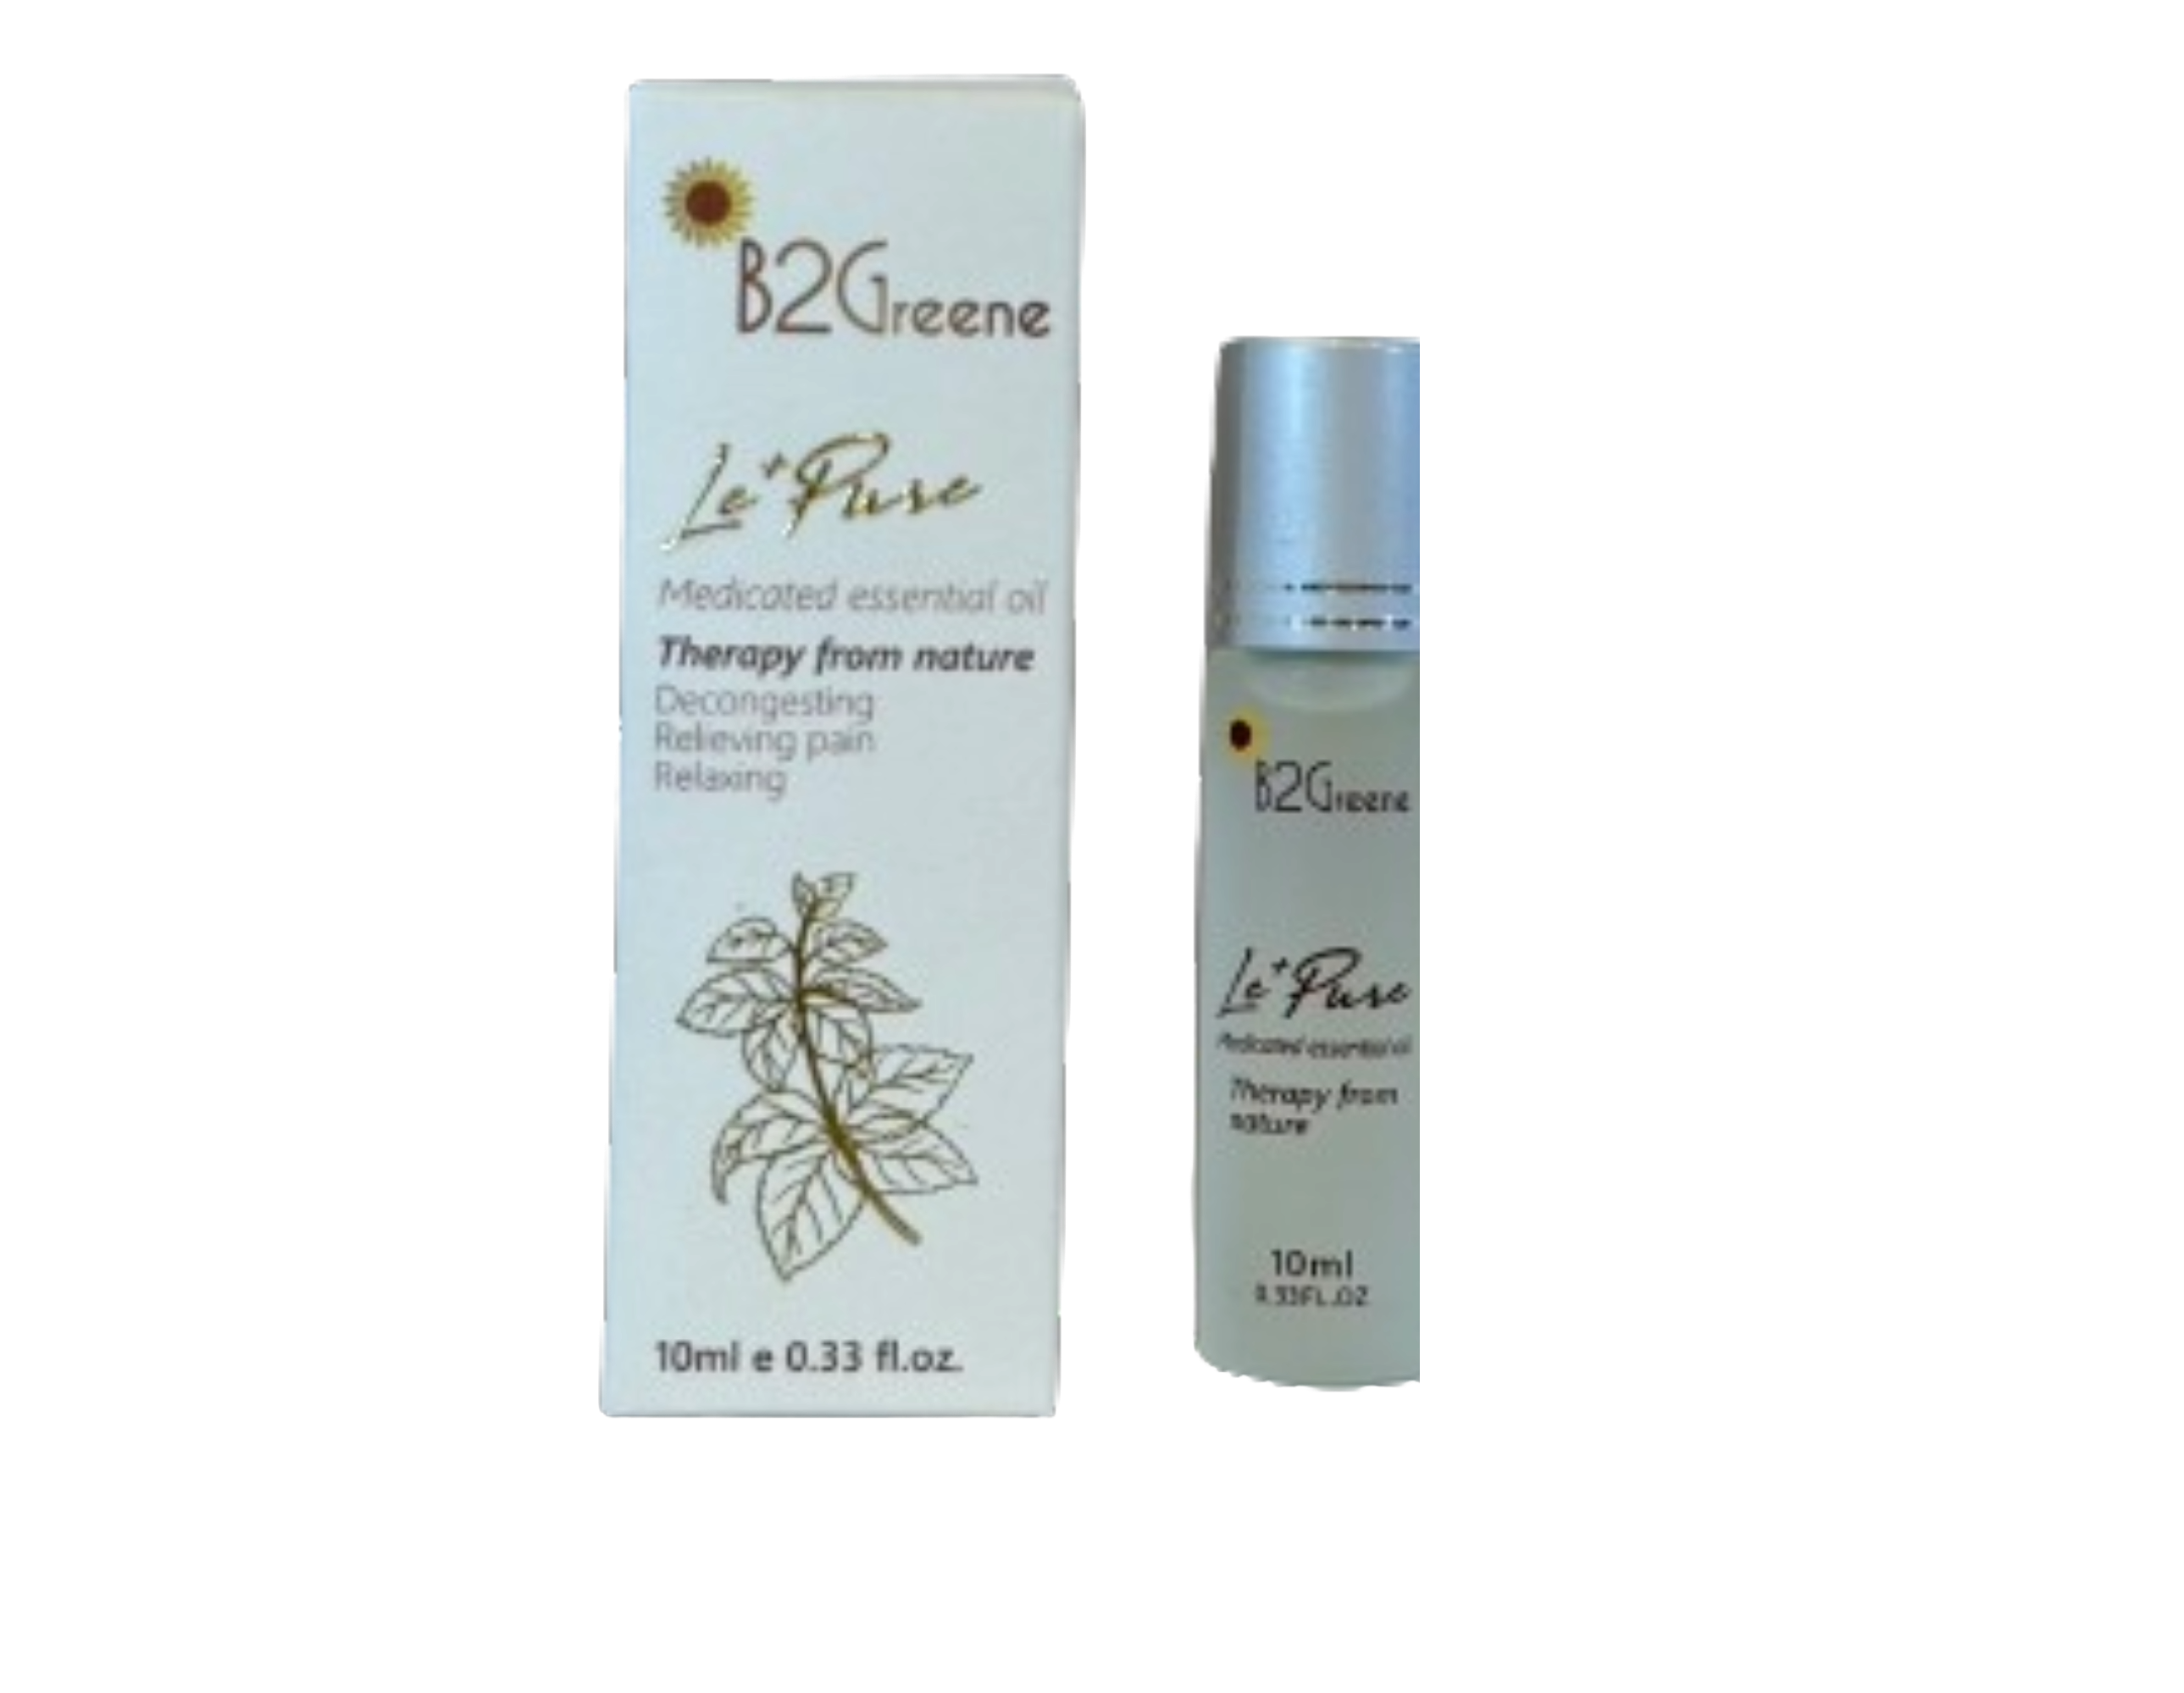 B2Greene
Le+Pure
Medicated essential oil
Therapy from nature
Decongesting
Relieving pain
Relaxing
10ml e 0.33 fl.oz.
B2Greene
Le+Pure
Medicated essential oil
Therapy from
nature
10ml
0.33FL.OZ